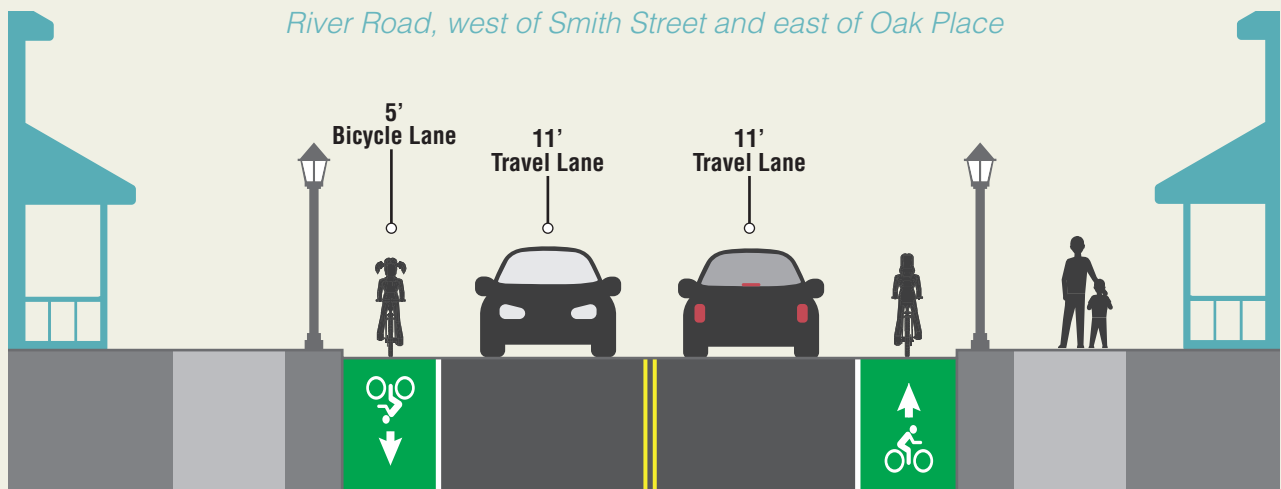 River Road, west of Smith Street and east of Oak Place
5’
Bicycle Lane
11’
Travel Lane
11’
Travel Lane